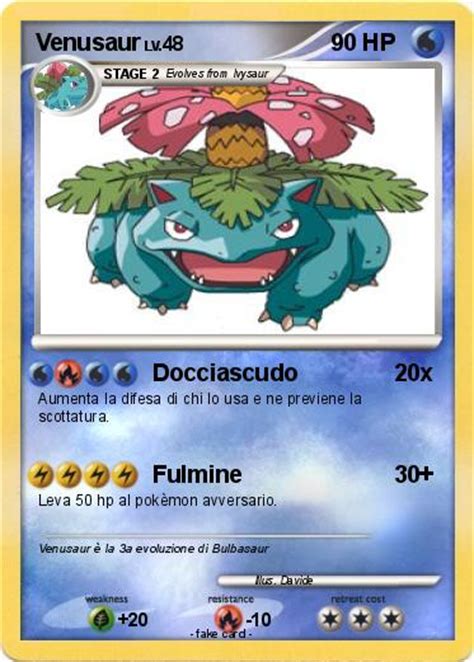 Venusaur LV.48 90 HP
STAGE 2 Evolves from Ivysaur
Docciascudo 20x
Aumenta la difesa di chi lo usa e ne previene la
scottatura.
Fulmine 30+
Leva 50 hp al pokèmon avversario.
Venusaur è la 3a evoluzione di Bulbasaur
Illus. Davide
weakness resistance retreat cost
+20 -10
- fake card -